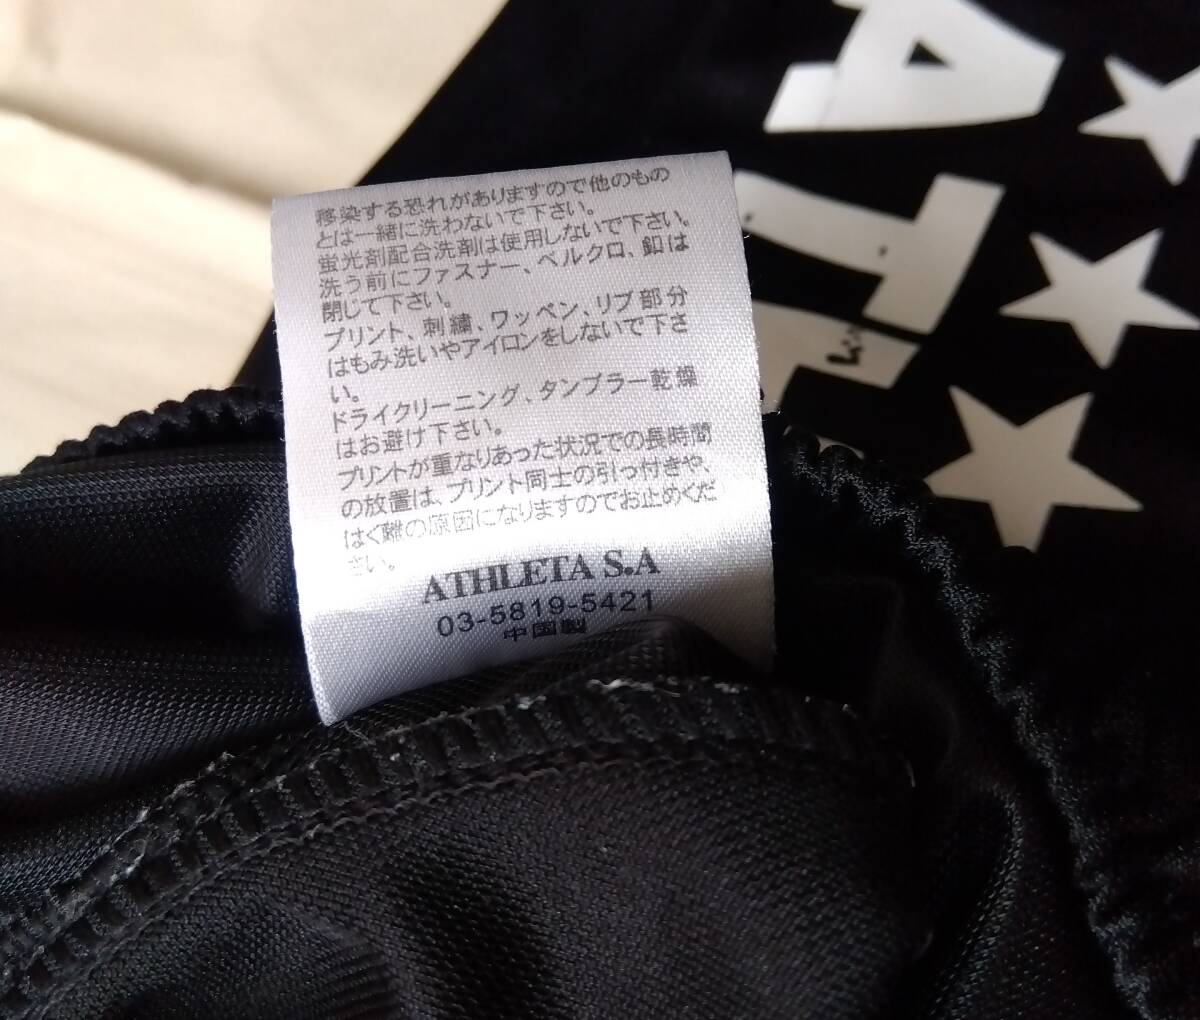 移染する恐れがありますので他のもの
とは一緒に洗わないで下さい。
蛍光剤配合洗剤は使用しないで下さい。
洗う前にファスナー、ベルクロ、釦は
閉じて下さい。
プリント、刺繍、ワッペン、リブ部分
はもみ洗いやアイロンをしないで下さ
い。
ドライクリーニング、タンブラー乾燥
はお避け下さい。
プリントが重なりあった状況での長時間
の放置は、プリント同士の引っ付きや、
はく離の原因になりますのでお止めくだ
さい。
ATHLETA S.A
03-5819-5421
中国製